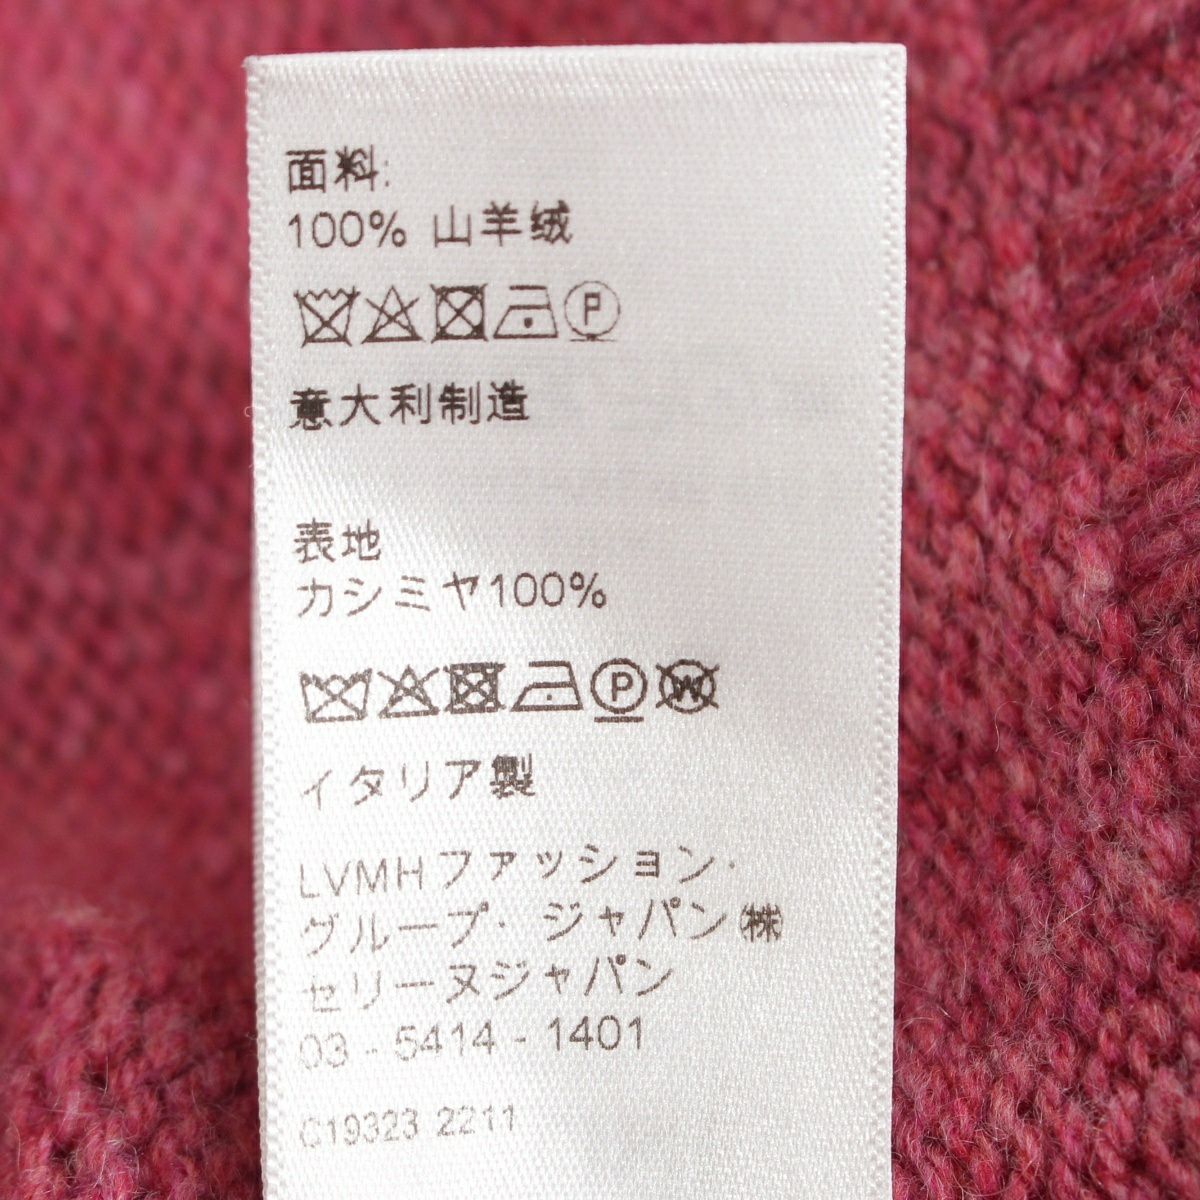 面料:
100% 山羊绒
P
意大利制造
表地
カシミヤ100%
P W
イタリア製
LVMHファッション・
グループ・ジャパン㈱
セリーヌジャパン
03 - 5414 - 1401
C19323 2211